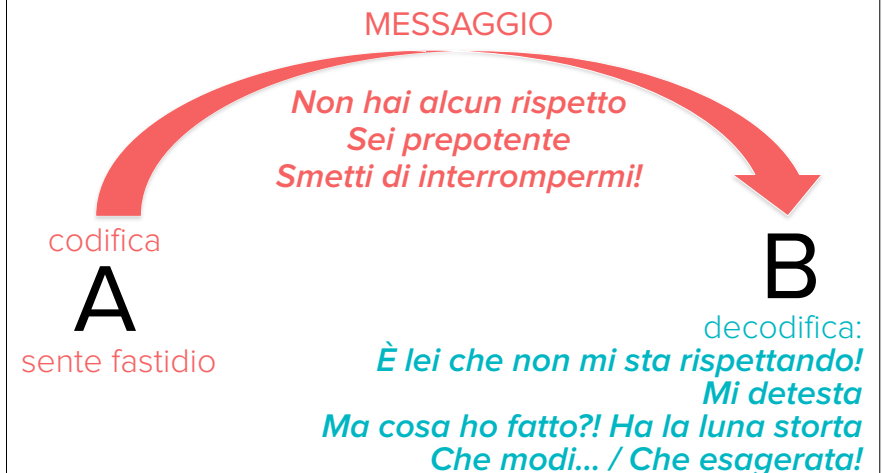 MESSAGGIO
Non hai alcun rispetto
Sei prepotente
Smetti di interrompermi!
codifica
A
sente fastidio
B
decodifica:
È lei che non mi sta rispettando!
Mi detesta
Ma cosa ho fatto?! Ha la luna storta
Che modi... / Che esagerata!